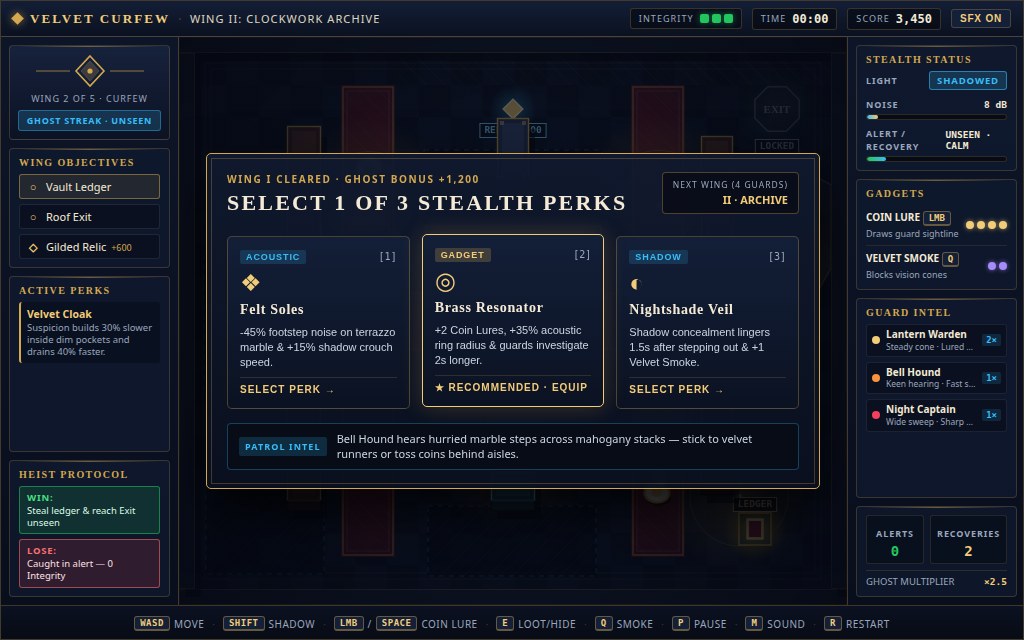 VELVET CURFEW · WING II: CLOCKWORK ARCHIVE
INTEGRITY
TIME 00:00
SCORE 3,450
SFX ON
WING 2 OF 5 · CURFEW
GHOST STREAK · UNSEEN
WING OBJECTIVES
Vault Ledger
Roof Exit
Gilded Relic +600
ACTIVE PERKS
Velvet Cloak
Suspicion builds 30% slower
inside dim pockets and
drains 40% faster.
HEIST PROTOCOL
WIN:
Steal ledger & reach Exit
unseen
LOSE:
Caught in alert — 0
Integrity
EXIT
LOCKED
WING I CLEARED · GHOST BONUS +1,200
SELECT 1 OF 3 STEALTH PERKS
NEXT WING (4 GUARDS)
II · ARCHIVE
ACOUSTIC [1]
Felt Soles
-45% footstep noise on terrazzo
marble & +15% shadow crouch
speed.
SELECT PERK →
GADGET [2]
Brass Resonator
+2 Coin Lures, +35% acoustic
ring radius & guards investigate
2s longer.
★ RECOMMENDED · EQUIP
SHADOW [3]
Nightshade Veil
Shadow concealment lingers
1.5s after stepping out & +1
Velvet Smoke.
SELECT PERK →
PATROL INTEL
Bell Hound hears hurried marble steps across mahogany stacks — stick to velvet
runners or toss coins behind aisles.
LEDGER
STEALTH STATUS
LIGHT SHADOWED
NOISE 8 dB
ALERT /
RECOVERY
UNSEEN ·
CALM
GADGETS
COIN LURE LMB
Draws guard sightline
VELVET SMOKE Q
Blocks vision cones
GUARD INTEL
Lantern Warden
Steady cone · Lured ...
2×
Bell Hound
Keen hearing · Fast s...
1×
Night Captain
Wide sweep · Sharp ...
1×
ALERTS
0
RECOVERIES
2
GHOST MULTIPLIER ×2.5
WASD MOVE · SHIFT SHADOW · LMB / SPACE COIN LURE · E LOOT/HIDE · Q SMOKE · P PAUSE · M SOUND · R RESTART